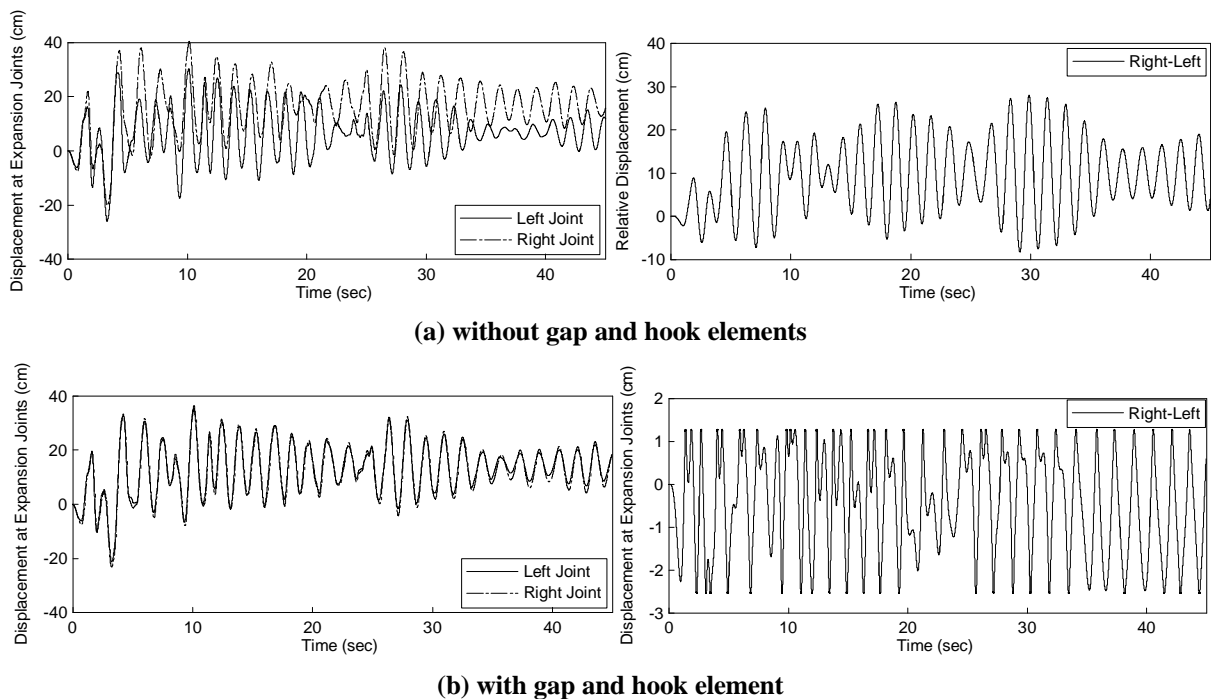 Displacement at Expansion Joints (cm)
40
20
0
-20
-40
0
10
20
30
40
Time (sec)
Left Joint
Right Joint
Relative Displacement (cm)
40
30
20
10
0
-10
0
10
20
30
40
Time (sec)
Right-Left
(a) without gap and hook elements
Displacement at Expansion Joints (cm)
40
20
0
-20
-40
0
10
20
30
40
Time (sec)
Left Joint
Right Joint
Displacement at Expansion Joints (cm)
2
1
0
-1
-2
-3
0
10
20
30
40
Time (sec)
Right-Left
(b) with gap and hook element